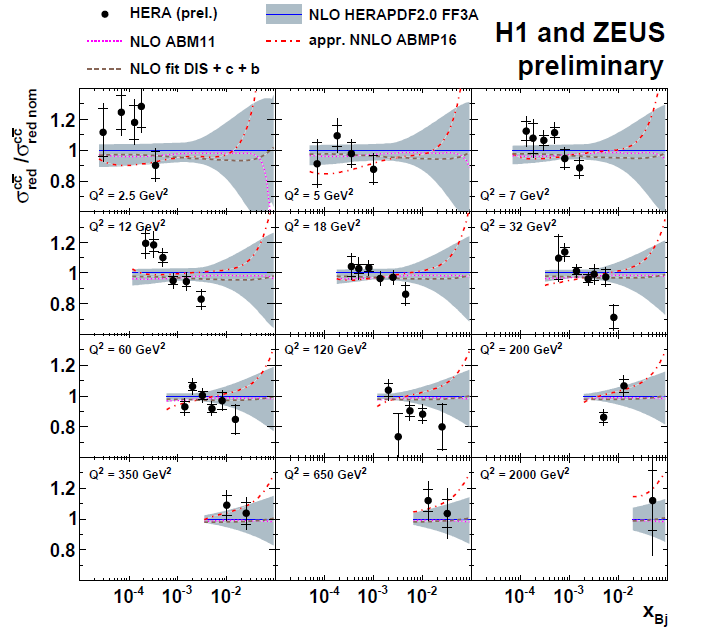 HERA (prel.)
NLO HERAPDF2.0 FF3A
NLO ABM11
appr. NNLO ABMP16
NLO fit DIS + c + b
H1 and ZEUS
preliminary
σ_red^cc̄ / σ_red nom^cc̄
1.2
1
0.8
Q² = 2.5 GeV²
Q² = 5 GeV²
Q² = 7 GeV²
1.2
1
0.8
Q² = 12 GeV²
Q² = 18 GeV²
Q² = 32 GeV²
1.2
1
0.8
Q² = 60 GeV²
Q² = 120 GeV²
Q² = 200 GeV²
1.2
1
0.8
Q² = 350 GeV²
Q² = 650 GeV²
Q² = 2000 GeV²
10⁻⁴ 10⁻³ 10⁻² 10⁻⁴ 10⁻³ 10⁻² 10⁻⁴ 10⁻³ 10⁻²
x_Bj